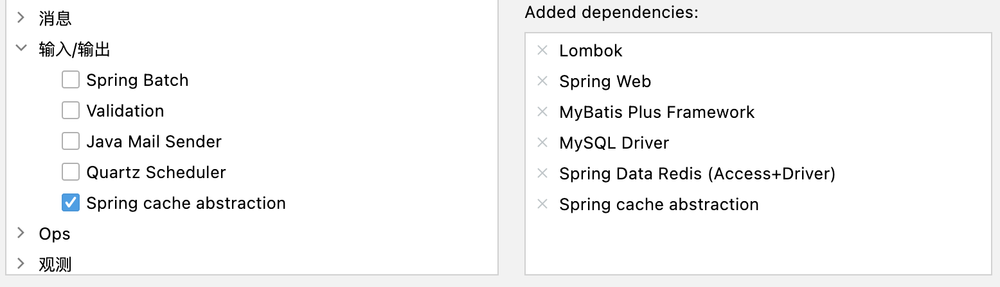 消息
输入/输出
Spring Batch
Validation
Java Mail Sender
Quartz Scheduler
Spring cache abstraction
Ops
观测
Added dependencies:
Lombok
Spring Web
MyBatis Plus Framework
MySQL Driver
Spring Data Redis (Access+Driver)
Spring cache abstraction